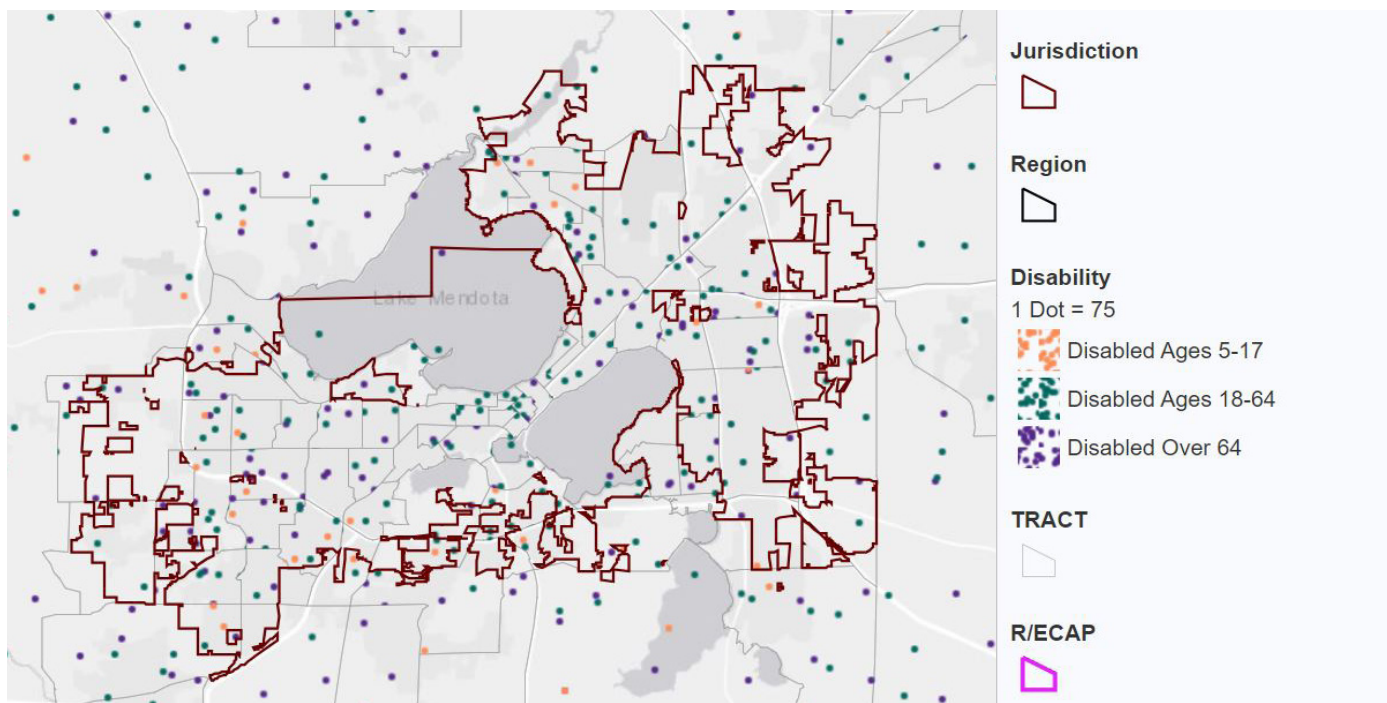 Lake Mendota
Jurisdiction
Region
Disability
1 Dot = 75
Disabled Ages 5-17
Disabled Ages 18-64
Disabled Over 64
TRACT
R/ECAP